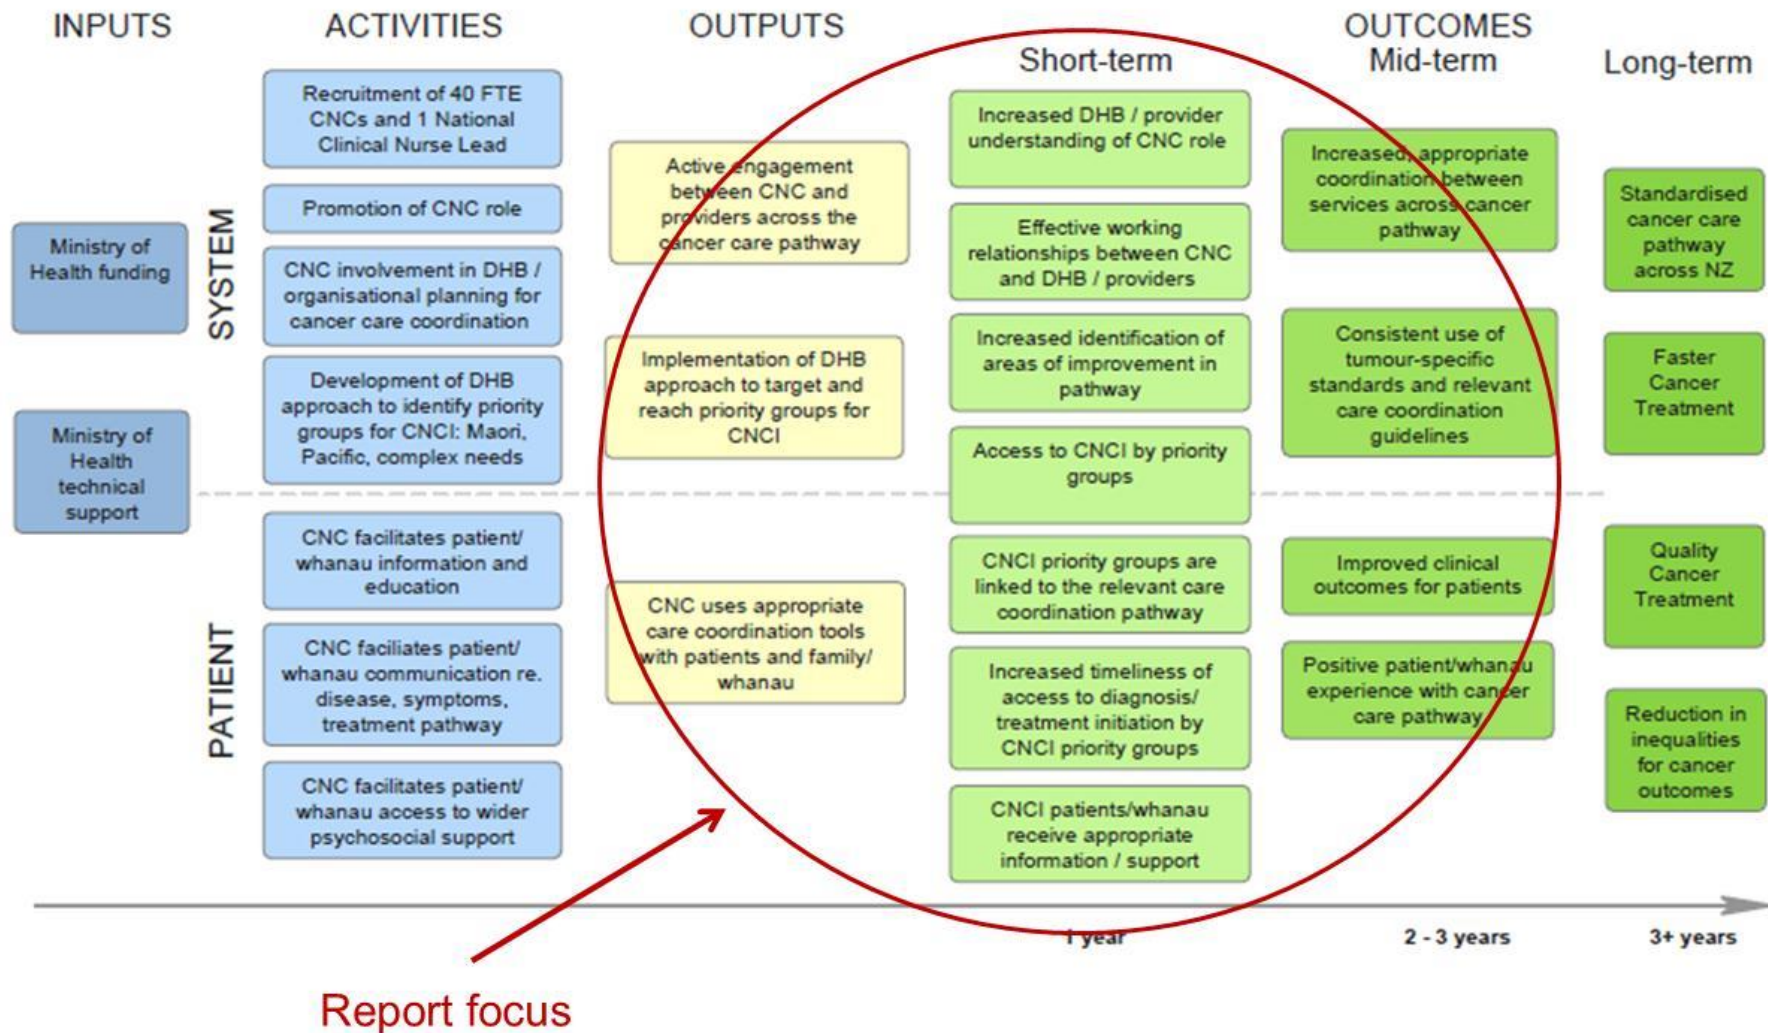 INPUTS
ACTIVITIES
OUTPUTS
OUTCOMES
Short-term
Mid-term
Long-term
SYSTEM
PATIENT
Ministry of
Health funding
Ministry of
Health
technical
support
Recruitment of 40 FTE
CNCs and 1 National
Clinical Nurse Lead
Promotion of CNC role
CNC involvement in DHB /
organisational planning for
cancer care coordination
Development of DHB
approach to identify priority
groups for CNCI: Maori,
Pacific, complex needs
CNC facilitates patient/
whanau information and
education
CNC faciliates patient/
whanau communication re.
disease, symptoms,
treatment pathway
CNC facilitates patient/
whanau access to wider
psychosocial support
Active engagement
between CNC and
providers across the
cancer care pathway
Implementation of DHB
approach to target and
reach priority groups for
CNCI
CNC uses appropriate
care coordination tools
with patients and family/
whanau
Increased DHB / provider
understanding of CNC role
Effective working
relationships between CNC
and DHB / providers
Increased identification of
areas of improvement in
pathway
Access to CNCI by priority
groups
CNCI priority groups are
linked to the relevant care
coordination pathway
Increased timeliness of
access to diagnosis/
treatment initiation by
CNCI priority groups
CNCI patients/whanau
receive appropriate
information / support
Increased, appropriate
coordination between
services across cancer
pathway
Consistent use of
tumour-specific
standards and relevant
care coordination
guidelines
Improved clinical
outcomes for patients
Positive patient/whanau
experience with cancer
care pathway
Standardised
cancer care
pathway
across NZ
Faster
Cancer
Treatment
Quality
Cancer
Treatment
Reduction in
inequalities
for cancer
outcomes
1 year
2 - 3 years
3+ years
Report focus